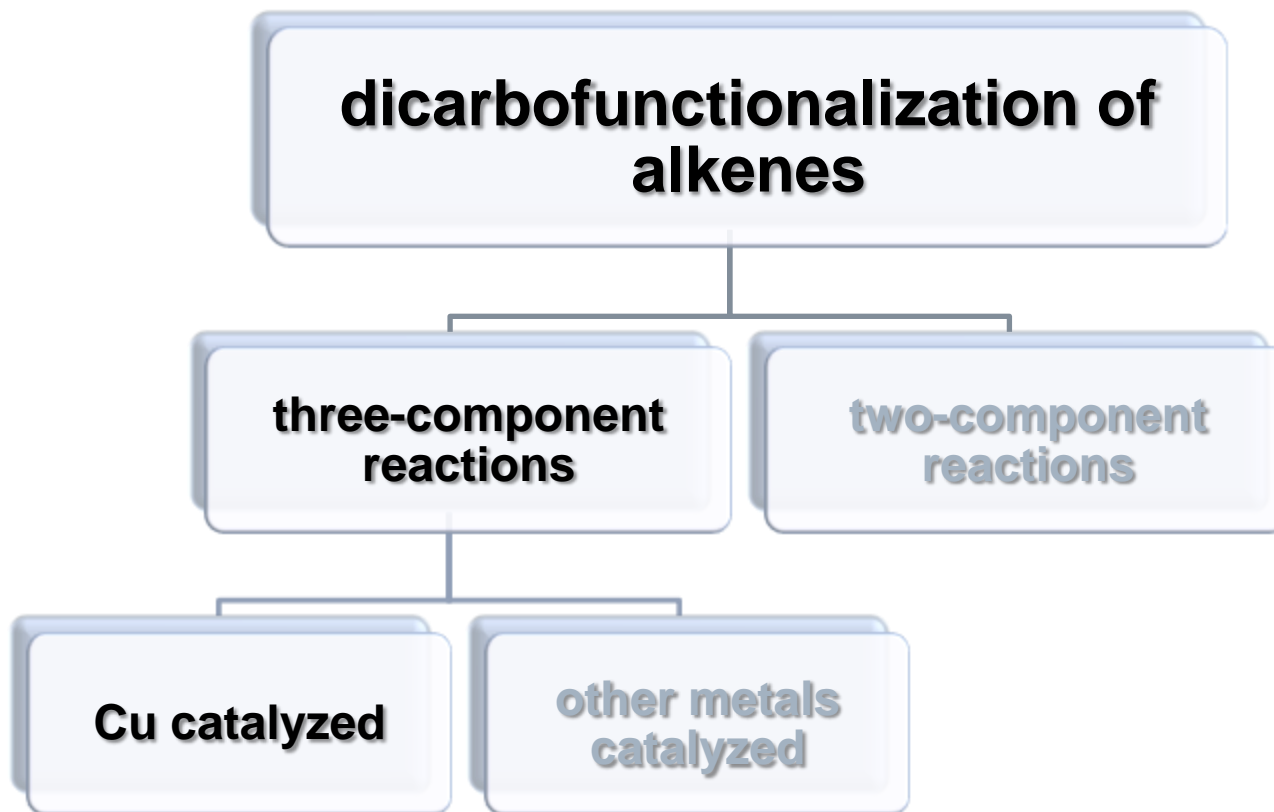 dicarbofunctionalization of
alkenes
three-component
reactions
two-component
reactions
Cu catalyzed
other metals
catalyzed